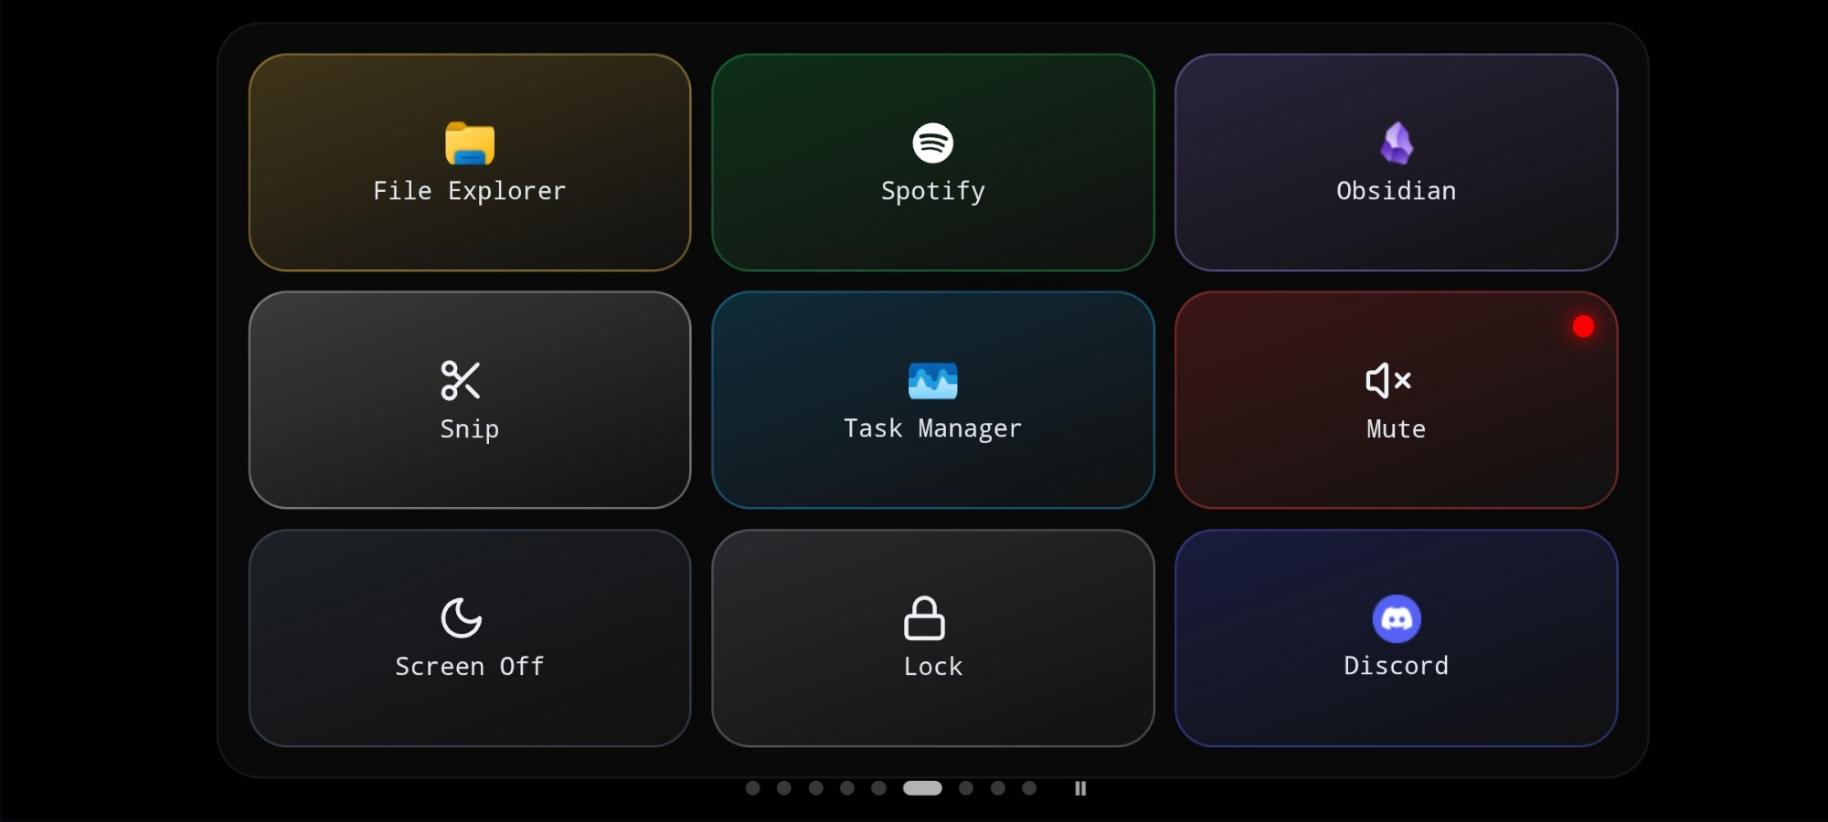 File Explorer
Spotify
Obsidian
Snip
Task Manager
Mute
Screen Off
Lock
Discord